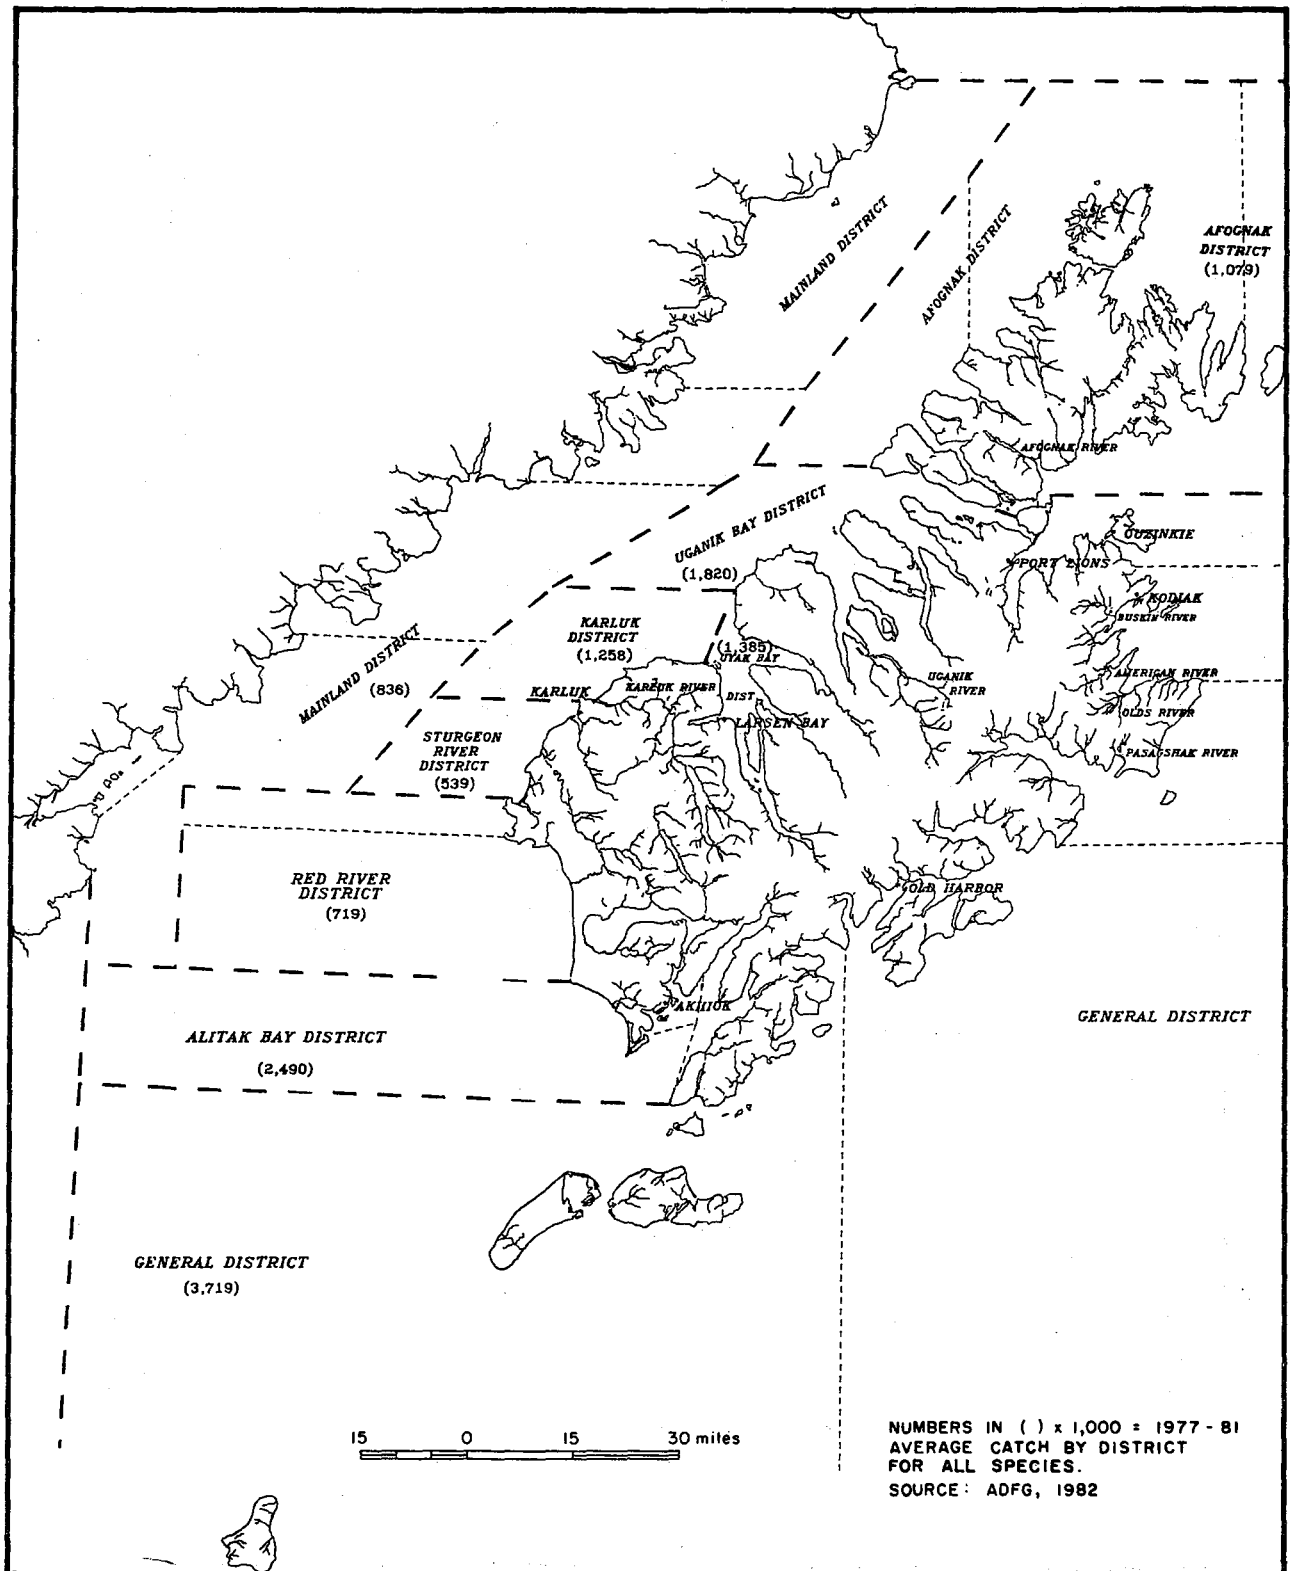 MAINLAND DISTRICT
AFOGNAK DISTRICT
AFOGNAK
DISTRICT
(1,079)
AFOGNAK RIVER
UGANIK BAY DISTRICT
(1,820)
OUZINKIE
PORT LIONS
KODIAK
BUSKIN RIVER
KARLUK
DISTRICT
(1,258)
(1,385)
UYAK BAY
DIST.
MAINLAND DISTRICT
(836)
KARLUK
KARLUK RIVER
LARSEN BAY
UGANIK
RIVER
AMERICAN RIVER
OLDS RIVER
PASAGSHAK RIVER
STURGEON
RIVER
DISTRICT
(539)
RED RIVER
DISTRICT
(719)
OLD HARBOR
AKHIOK
GENERAL DISTRICT
ALITAK BAY DISTRICT
(2,490)
GENERAL DISTRICT
(3,719)
15 0 15 30 miles
NUMBERS IN ( ) x 1,000 = 1977-81
AVERAGE CATCH BY DISTRICT
FOR ALL SPECIES.
SOURCE: ADFG, 1982